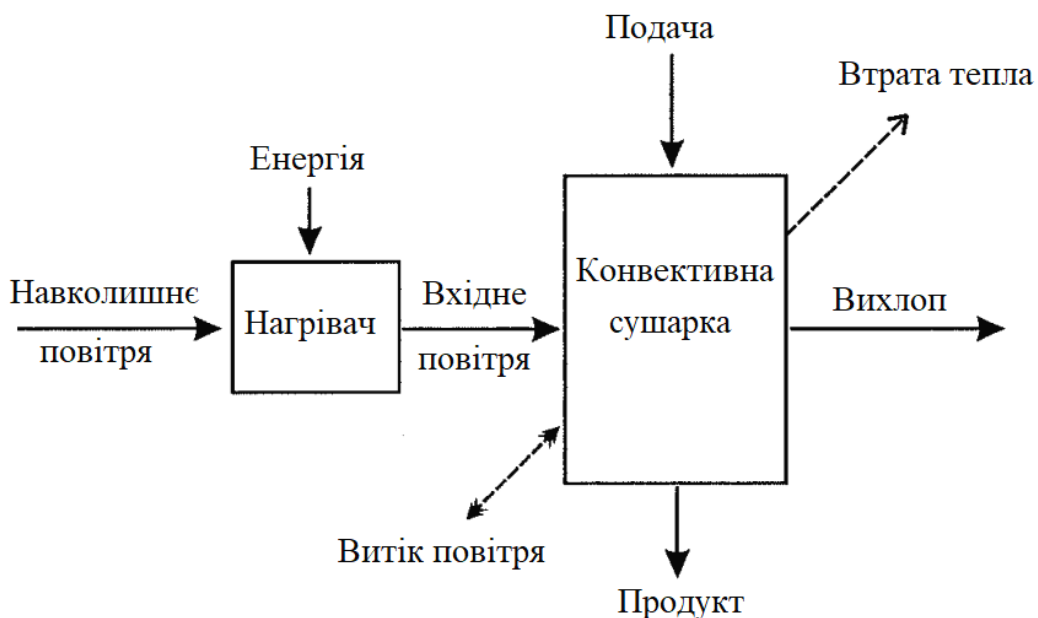 Подача
Втрата тепла
Енергія
Навколишнє
повітря
Нагрівач
Вхідне
повітря
Конвективна
сушарка
Вихлоп
Витік повітря
Продукт